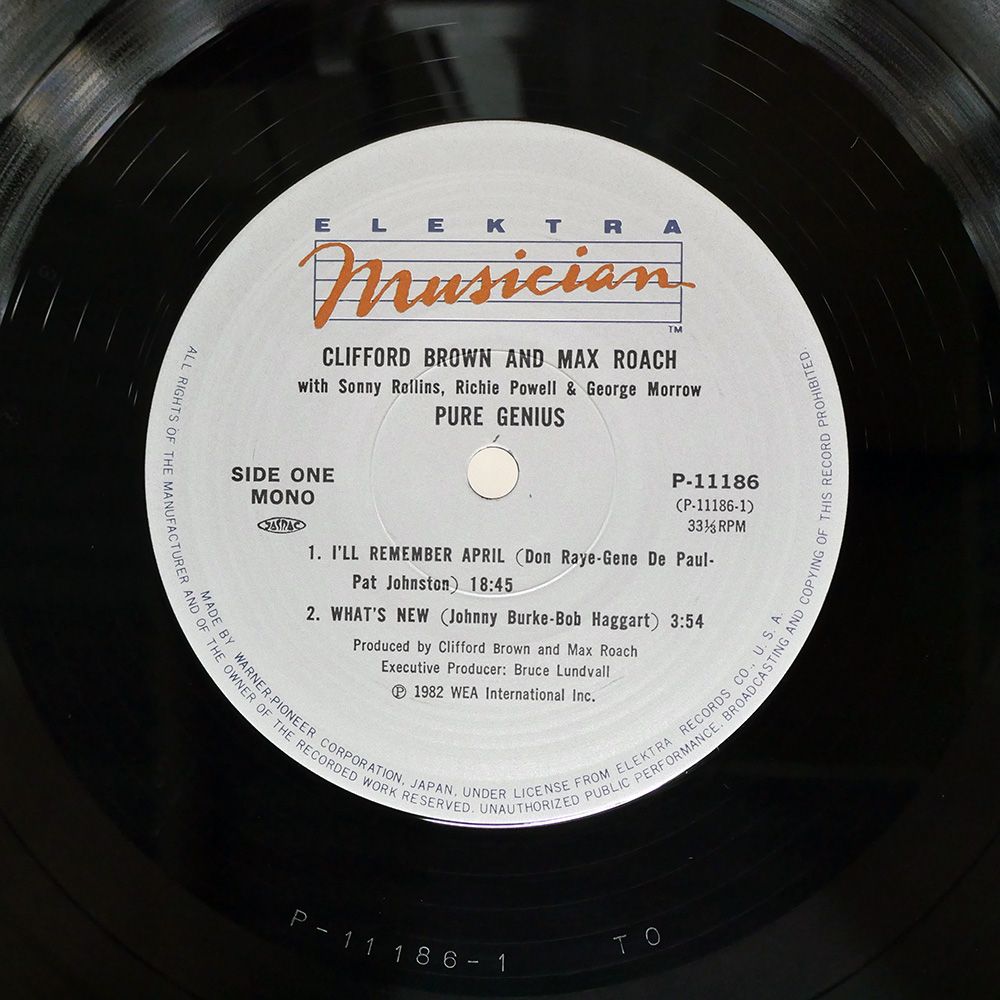 ELEKTRA
Musician
TM
CLIFFORD BROWN AND MAX ROACH
with Sonny Rollins, Richie Powell & George Morrow
PURE GENIUS
SIDE ONE
MONO
JASRAC
P-11186
(P-11186-1)
33⅓RPM
1. I'LL REMEMBER APRIL (Don Raye-Gene De Paul-
Pat Johnston) 18:45
2. WHAT'S NEW (Johnny Burke-Bob Haggart) 3:54
Produced by Clifford Brown and Max Roach
Executive Producer: Bruce Lundvall
Ⓟ 1982 WEA International Inc.
ALL RIGHTS OF THE MANUFACTURER AND OF THE OWNER OF THE RECORDED WORK RESERVED. UNAUTHORIZED PUBLIC PERFORMANCE, BROADCASTING AND COPYING OF THIS RECORD PROHIBITED.
MADE BY WARNER-PIONEER CORPORATION, JAPAN, UNDER LICENSE FROM ELEKTRA RECORDS CO., U.S.A.
P-11186-1 TO